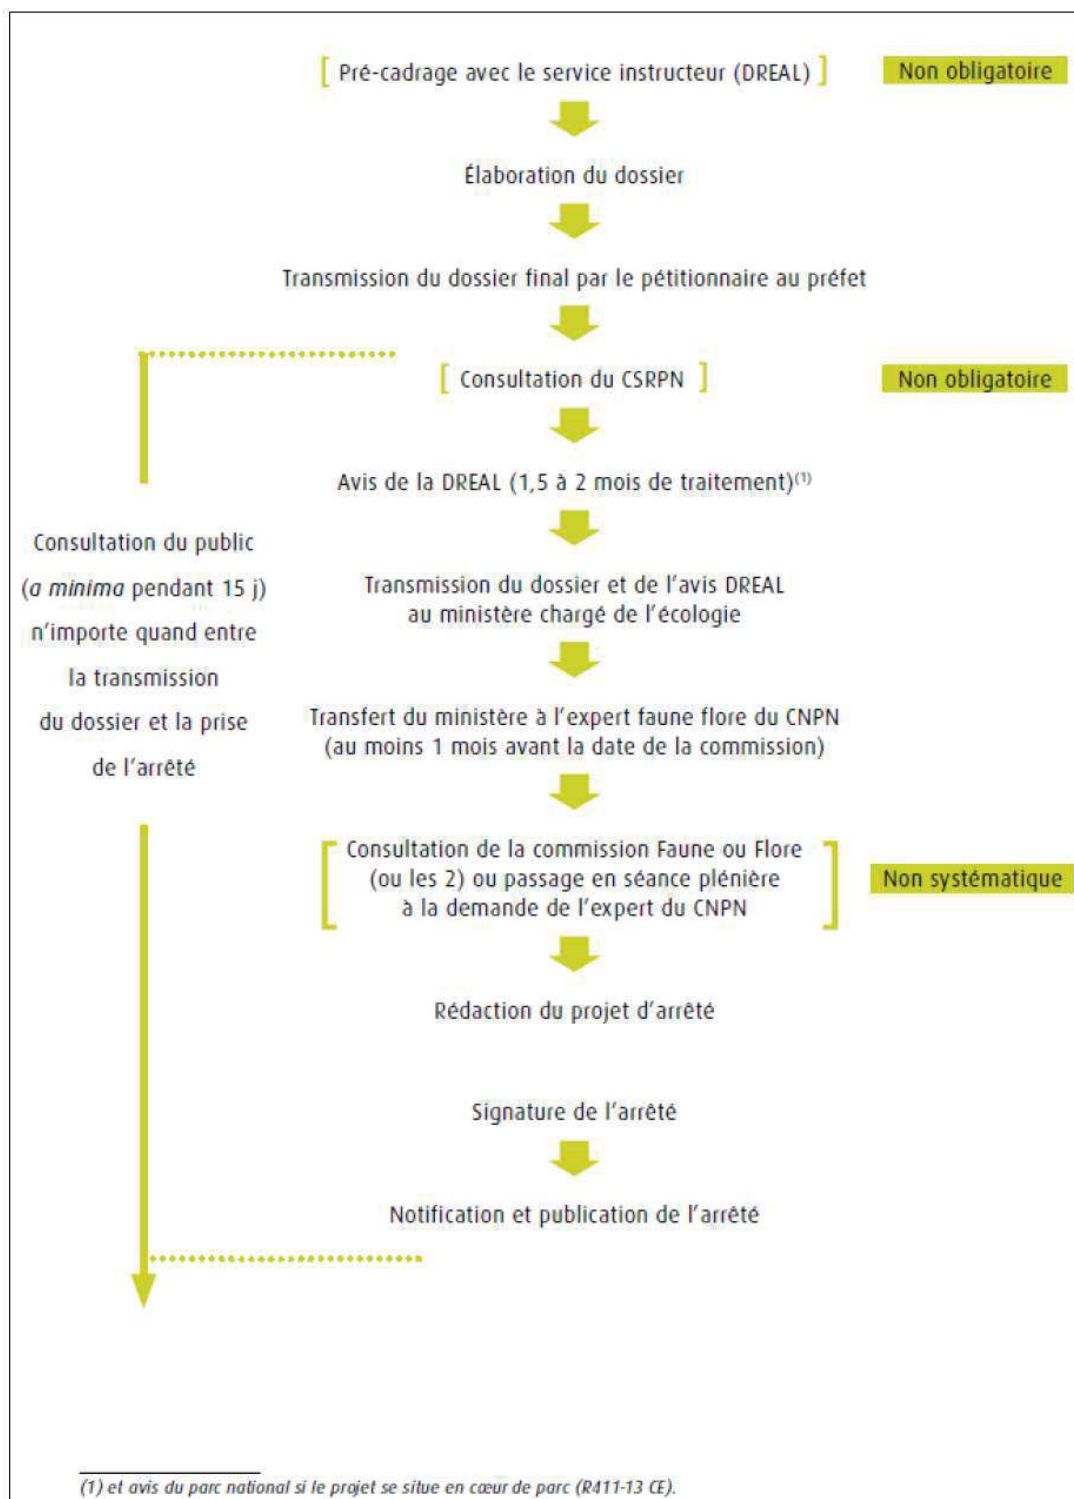 [ Pré-cadrage avec le service instructeur (DREAL) ]
Non obligatoire
Élaboration du dossier
Transmission du dossier final par le pétitionnaire au préfet
[ Consultation du CSRPN ]
Non obligatoire
Avis de la DREAL (1,5 à 2 mois de traitement)(1)
Consultation du public
(a minima pendant 15 j)
n'importe quand entre
la transmission
du dossier et la prise
de l'arrêté
Transmission du dossier et de l'avis DREAL
au ministère chargé de l'écologie
Transfert du ministère à l'expert faune flore du CNPN
(au moins 1 mois avant la date de la commission)
Consultation de la commission Faune ou Flore
(ou les 2) ou passage en séance plénière
à la demande de l'expert du CNPN
Non systématique
Rédaction du projet d'arrêté
Signature de l'arrêté
Notification et publication de l'arrêté
(1) et avis du parc national si le projet se situe en cœur de parc (R411-13 CE).